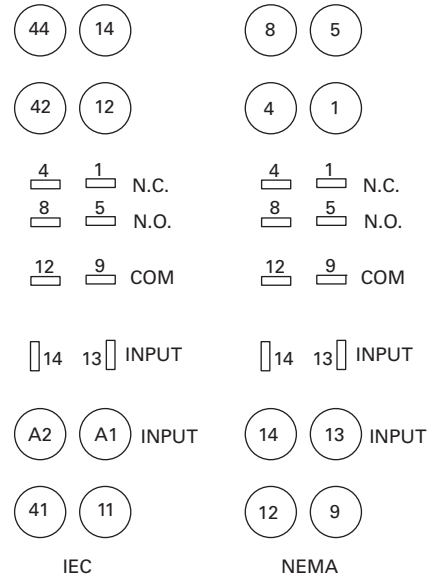 44 14 8 5
42 12 4 1
4 1 N.C. 4 1 N.C.
8 5 N.O. 8 5 N.O.
12 9 COM 12 9 COM
14 13 INPUT 14 13 INPUT
A2 A1 INPUT 14 13 INPUT
41 11 12 9
IEC NEMA